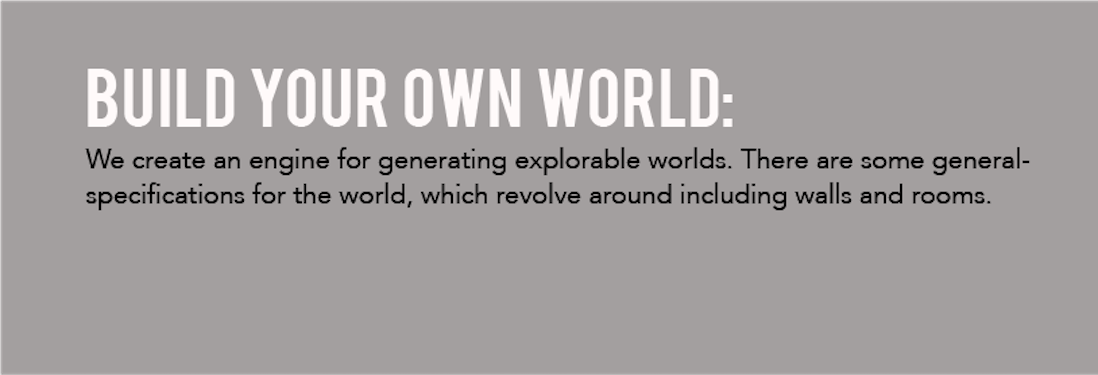 BUILD YOUR OWN WORLD:
We create an engine for generating explorable worlds. There are some general-
specifications for the world, which revolve around including walls and rooms.